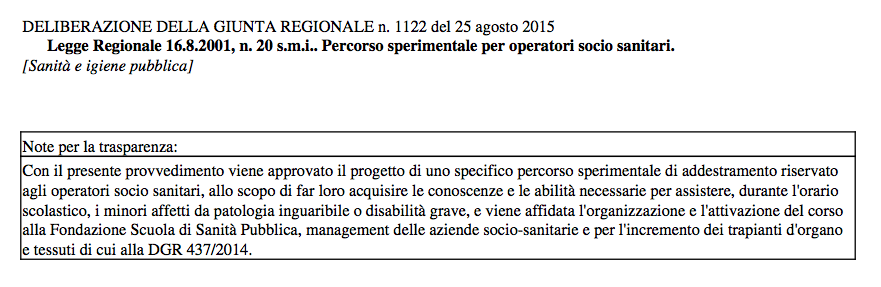 DELIBERAZIONE DELLA GIUNTA REGIONALE n. 1122 del 25 agosto 2015
Legge Regionale 16.8.2001, n. 20 s.m.i.. Percorso sperimentale per operatori socio sanitari.
[Sanità e igiene pubblica]
Note per la trasparenza:
Con il presente provvedimento viene approvato il progetto di uno specifico percorso sperimentale di addestramento riservato
agli operatori socio sanitari, allo scopo di far loro acquisire le conoscenze e le abilità necessarie per assistere, durante l'orario
scolastico, i minori affetti da patologia inguaribile o disabilità grave, e viene affidata l'organizzazione e l'attivazione del corso
alla Fondazione Scuola di Sanità Pubblica, management delle aziende socio-sanitarie e per l'incremento dei trapianti d'organo
e tessuti di cui alla DGR 437/2014.